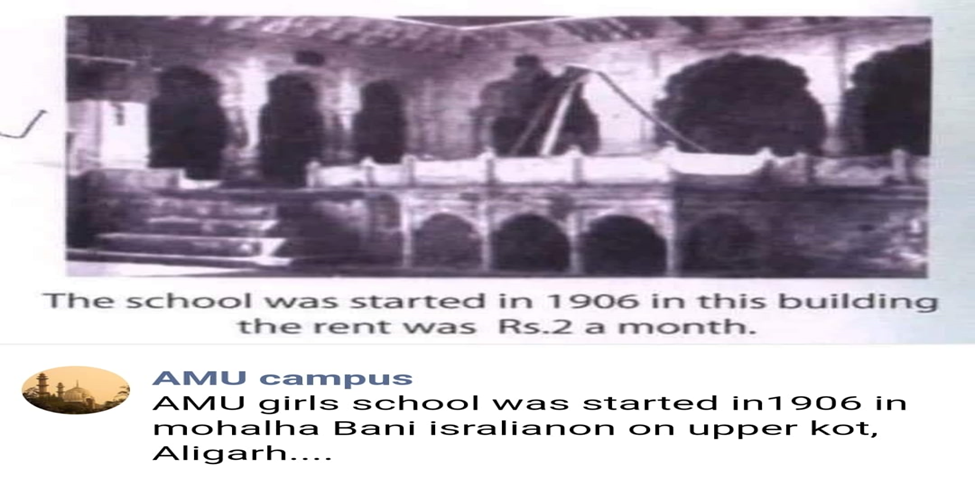 The school was started in 1906 in this building
the rent was Rs.2 a month.
AMU campus
AMU girls school was started in1906 in
mohalha Bani isralianon on upper kot,
Aligarh....